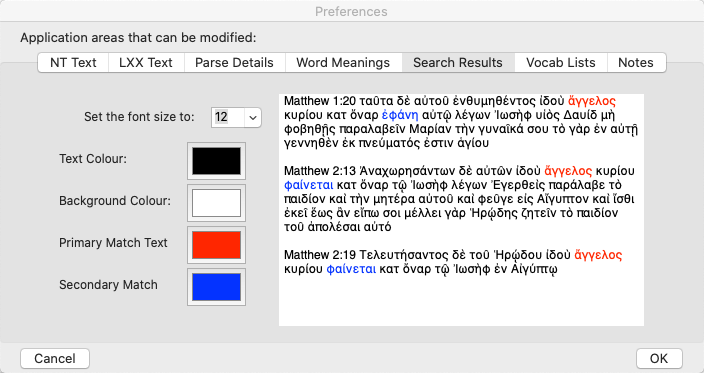 Preferences
Application areas that can be modified:
NT Text LXX Text Parse Details Word Meanings Search Results Vocab Lists Notes
Set the font size to: 12
Text Colour:
Background Colour:
Primary Match Text
Secondary Match
Matthew 1:20 ταῦτα δὲ αὐτοῦ ἐνθυμηθέντος ἰδοὺ ἄγγελος
κυρίου κατ ὄναρ ἐφάνη αὐτῷ λέγων Ἰωσὴφ υἱὸς Δαυίδ μὴ
φοβηθῇς παραλαβεῖν Μαρίαν τὴν γυναῖκά σου τὸ γὰρ ἐν αὐτῇ
γεννηθὲν ἐκ πνεύματός ἐστιν ἁγίου
Matthew 2:13 Ἀναχωρησάντων δὲ αὐτῶν ἰδοὺ ἄγγελος κυρίου
φαίνεται κατ ὄναρ τῷ Ἰωσὴφ λέγων Ἐγερθεὶς παράλαβε τὸ
παιδίον καὶ τὴν μητέρα αὐτοῦ καὶ φεῦγε εἰς Αἴγυπτον καὶ ἴσθι
ἐκεῖ ἕως ἂν εἴπω σοι μέλλει γὰρ Ἡρῴδης ζητεῖν τὸ παιδίον
τοῦ ἀπολέσαι αὐτό
Matthew 2:19 Τελευτήσαντος δὲ τοῦ Ἡρῴδου ἰδοὺ ἄγγελος
κυρίου φαίνεται κατ ὄναρ τῷ Ἰωσὴφ ἐν Αἰγύπτῳ
Cancel
OK